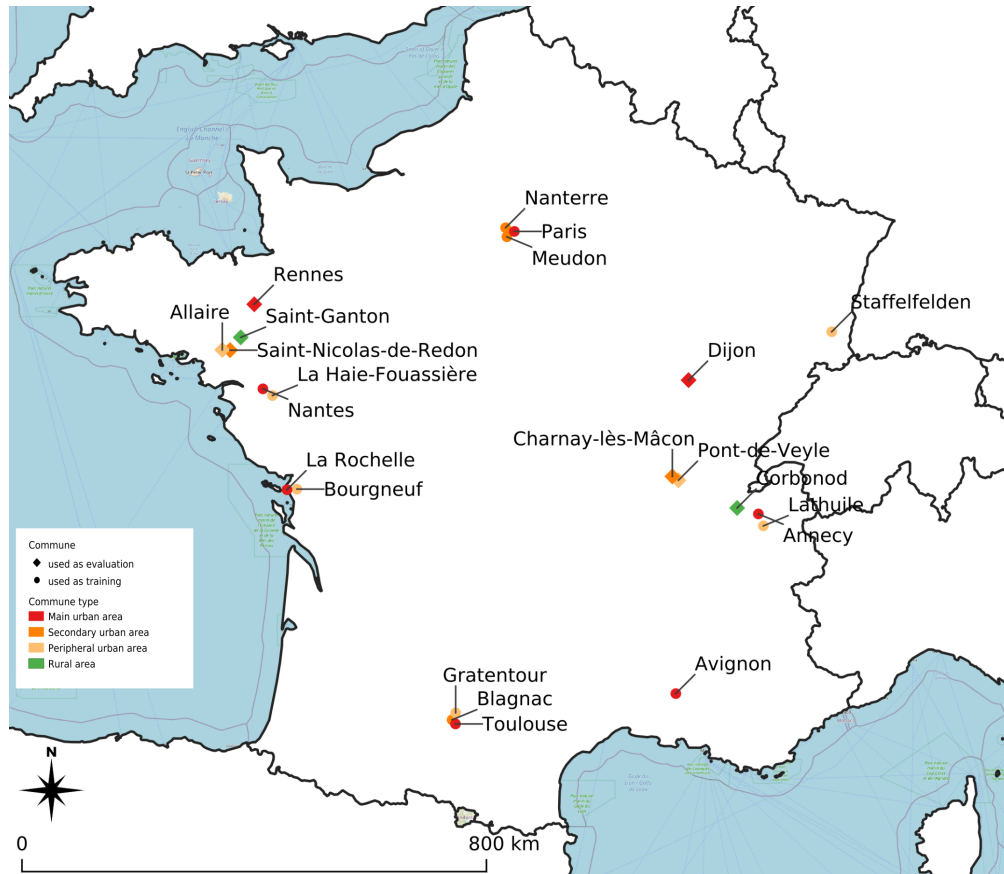 English Channel /
La Manche
Nanterre
Paris
Meudon
Rennes
Allaire
Saint-Ganton
Staffelfelden
Saint-Nicolas-de-Redon
Dijon
La Haie-Fouassière
Nantes
Charnay-lès-Mâcon
Pont-de-Veyle
La Rochelle
Corbonod
Bourgneuf
Lathuile
Annecy
Commune
used as evaluation
used as training
Commune type
Main urban area
Secondary urban area
Peripheral urban area
Rural area
Avignon
Gratentour
Blagnac
Toulouse
N
0
800 km